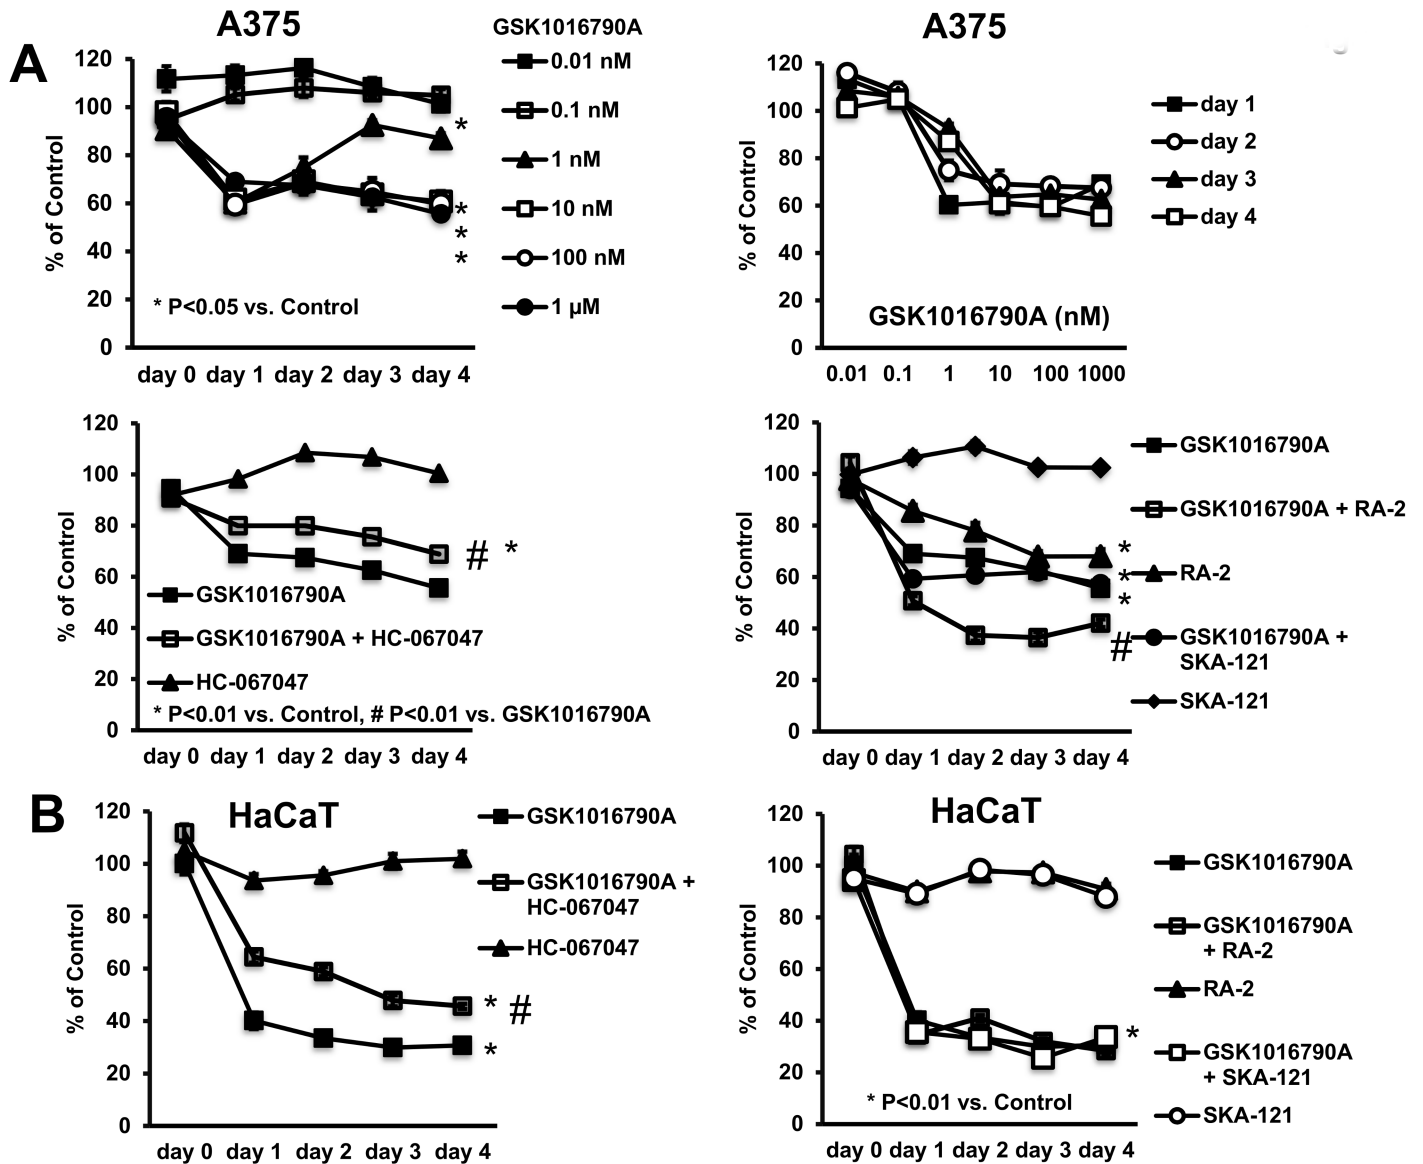 A
A375
GSK1016790A
120
100
80
60
40
20
0
% of Control
0.01 nM
0.1 nM
1 nM
10 nM
100 nM
1 µM
*
*
*
*
* P<0.05 vs. Control
day 0 day 1 day 2 day 3 day 4
A375
120
100
80
60
40
20
0
% of Control
day 1
day 2
day 3
day 4
GSK1016790A (nM)
0.01 0.1 1 10 100 1000
120
100
80
60
40
20
0
% of Control
# *
GSK1016790A
GSK1016790A + HC-067047
HC-067047
* P<0.01 vs. Control, # P<0.01 vs. GSK1016790A
day 0 day 1 day 2 day 3 day 4
120
100
80
60
40
20
0
% of Control
*
*
*
#
GSK1016790A
GSK1016790A + RA-2
RA-2
GSK1016790A +
SKA-121
SKA-121
day 0 day 1 day 2 day 3 day 4
B
HaCaT
120
100
80
60
40
20
0
% of Control
GSK1016790A
GSK1016790A +
HC-067047
HC-067047
* #
*
day 0 day 1 day 2 day 3 day 4
HaCaT
120
100
80
60
40
20
0
% of Control
GSK1016790A
GSK1016790A
+ RA-2
RA-2
GSK1016790A
+ SKA-121
SKA-121
*
* P<0.01 vs. Control
day 0 day 1 day 2 day 3 day 4